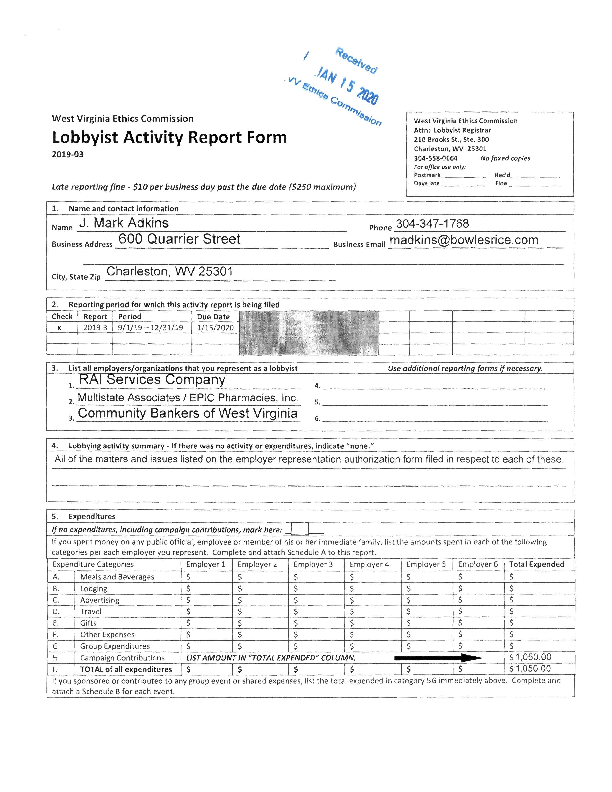 Received
JAN 15 2020
WV Ethics Commission
West Virginia Ethics Commission
Lobbyist Activity Report Form
2019-03
Late reporting fine - $10 per business day past the due date ($250 maximum)
West Virginia Ethics Commission
Attn: Lobbyist Registrar
210 Brooks St., Ste. 300
Charleston, WV 25301
304-558-0664 No faxed copies
For office use only:
Postmark Rec'd
Days late Fine
1. Name and contact information
Name J. Mark Adkins Phone 304-347-1768
Business Address 600 Quarrier Street Business Email madkins@bowlesrice.com
City, State Zip Charleston, WV 25301
2. Reporting period for which this activity report is being filed
Check Report Period Due Date
x 2019-3 9/1/19 - 12/31/19 1/15/2020
3. List all employers/organizations that you represent as a lobbyist Use additional reporting forms if necessary.
1. RAI Services Company 4.
2. Multistate Associates / EPIC Pharmacies, Inc. 5.
3. Community Bankers of West Virginia 6.
4. Lobbying activity summary - If there was no activity or expenditures, indicate "none."
All of the matters and issues listed on the employer representation authorization form filed in respect to each of these.
5. Expenditures
If no expenditures, including campaign contributions, mark here:
If you spent money on any public official, employee or member of his or her immediate family, list the amounts spent in each of the following
categories per each employer you represent. Complete and attach Schedule A to this report.
Expenditure Categories Employer 1 Employer 2 Employer 3 Employer 4 Employer 5 Employer 6 Total Expended
A. Meals and Beverages $ $ $ $ $ $ $
B. Lodging $ $ $ $ $ $ $
C. Advertising $ $ $ $ $ $ $
D. Travel $ $ $ $ $ $ $
E. Gifts $ $ $ $ $ $ $
F. Other Expenses $ $ $ $ $ $ $
G Group Expenditures $ $ $ $ $ $ $
H. Campaign Contributions LIST AMOUNT IN "TOTAL EXPENDED" COLUMN. $ 1,050.00
I. TOTAL of all expenditures $ $ $ $ $ $ $ 1,050.00
If you sponsored or contributed to any group event or shared expenses, list the total expended in category 5G immediately above. Complete and
attach a Schedule B for each event.